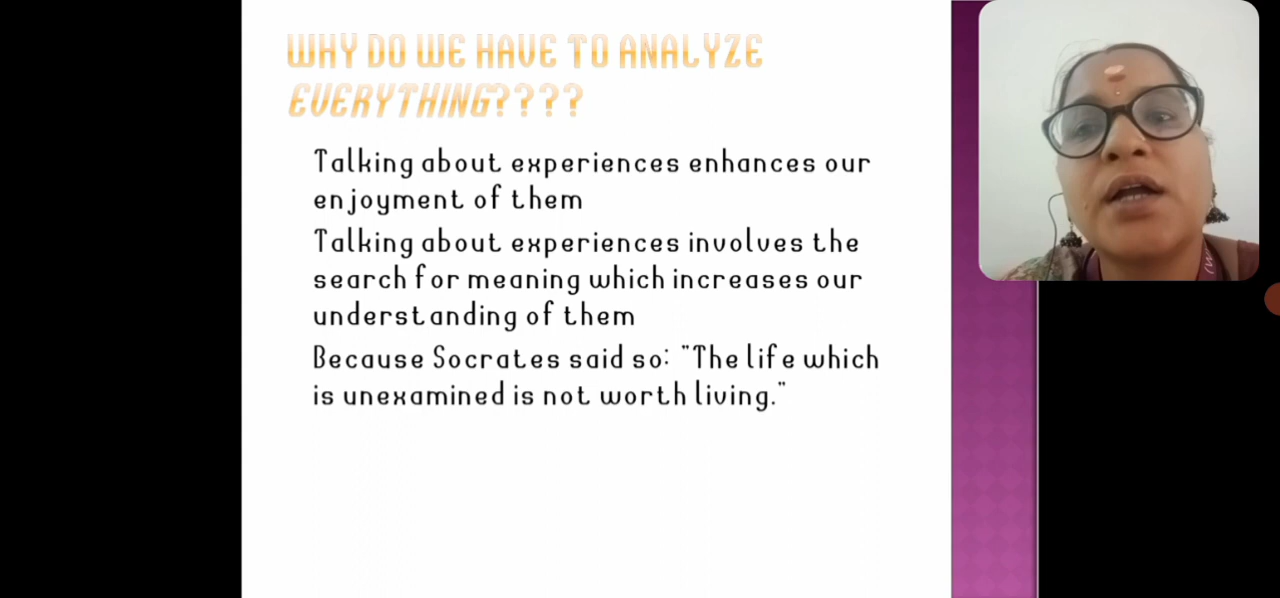 WHY DO WE HAVE TO ANALYZE
EVERYTHING????
Talking about experiences enhances our
enjoyment of them
Talking about experiences involves the
search for meaning which increases our
understanding of them
Because Socrates said so: "The life which
is unexamined is not worth living."